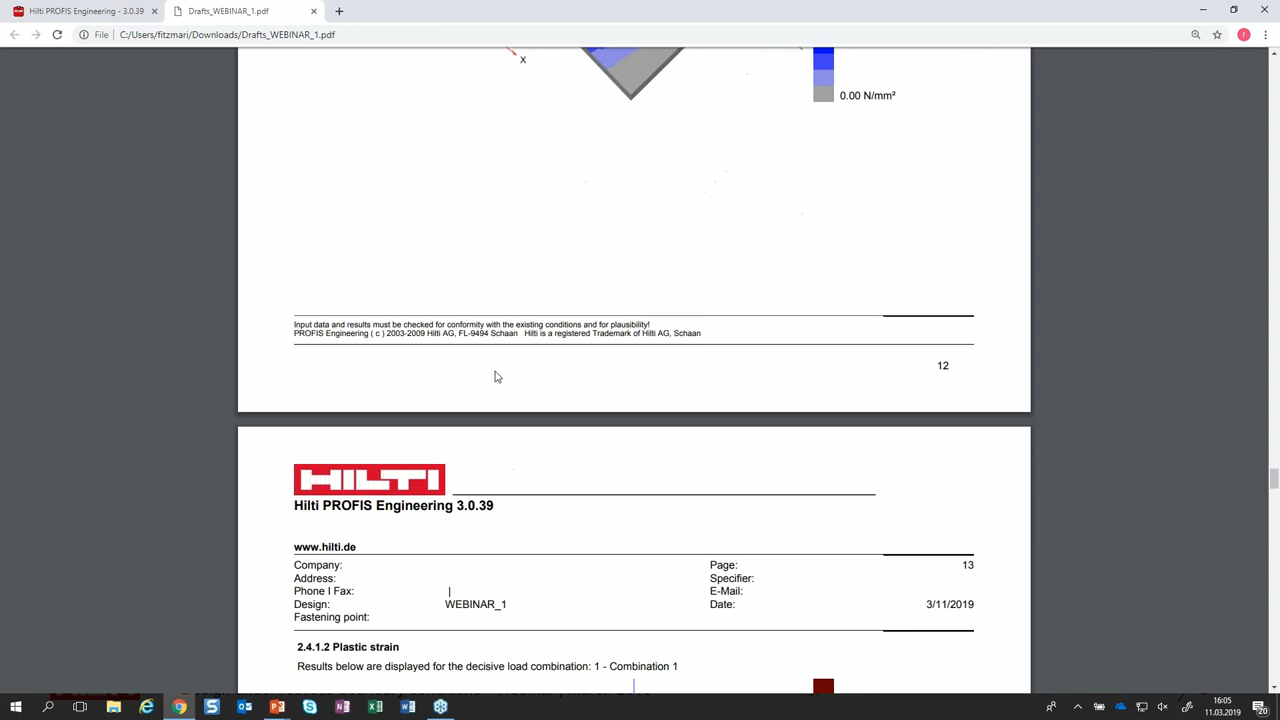 Hilti PROFIS Engineering - 3.0.39
Drafts_WEBINAR_1.pdf
File
C:/Users/fitzmari/Downloads/Drafts_WEBINAR_1.pdf
f
X
0.00 N/mm²
Input data and results must be checked for conformity with the existing conditions and for plausibility!
PROFIS Engineering ( c ) 2003-2009 Hilti AG, FL-9494 Schaan Hilti is a registered Trademark of Hilti AG, Schaan
12
HILTI
Hilti PROFIS Engineering 3.0.39
www.hilti.de
Company: Page: 13
Address: Specifier:
Phone I Fax: | E-Mail:
Design: WEBINAR_1 Date: 3/11/2019
Fastening point:
2.4.1.2 Plastic strain
Results below are displayed for the decisive load combination: 1 - Combination 1
16:05
11.03.2019
20